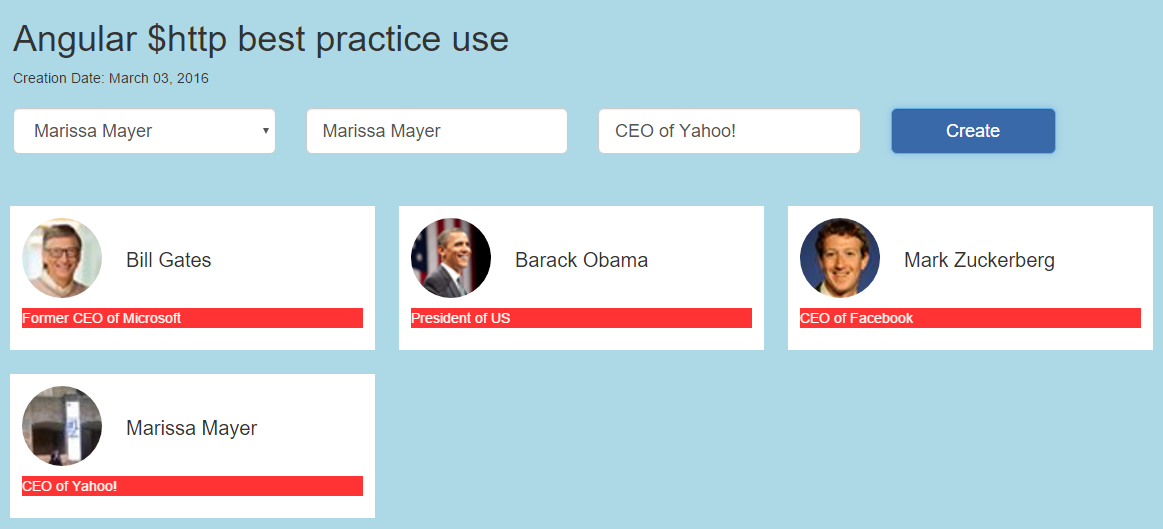 Angular $http best practice use
Creation Date: March 03, 2016
Marissa Mayer
Marissa Mayer
CEO of Yahoo!
Create
Bill Gates
Former CEO of Microsoft
Barack Obama
President of US
Mark Zuckerberg
CEO of Facebook
Marissa Mayer
CEO of Yahoo!